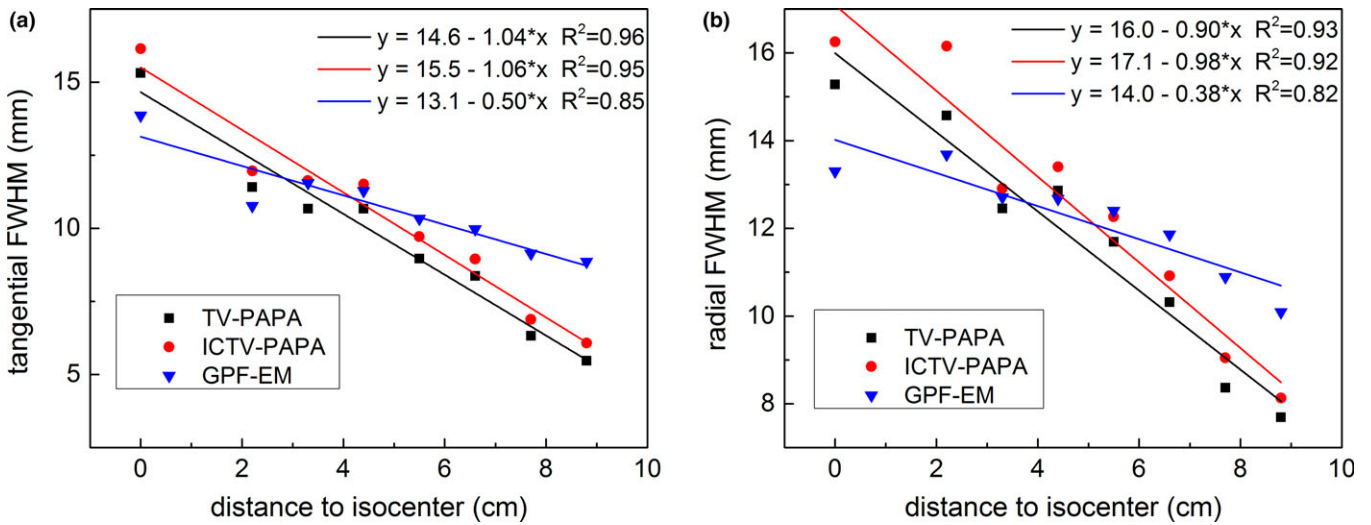 (a)
y = 14.6 - 1.04*x R²=0.96
y = 15.5 - 1.06*x R²=0.95
y = 13.1 - 0.50*x R²=0.85
15
10
5
tangential FWHM (mm)
TV-PAPA
ICTV-PAPA
GPF-EM
0 2 4 6 8 10
distance to isocenter (cm)
(b)
y = 16.0 - 0.90*x R²=0.93
y = 17.1 - 0.98*x R²=0.92
y = 14.0 - 0.38*x R²=0.82
16
14
12
10
8
radial FWHM (mm)
TV-PAPA
ICTV-PAPA
GPF-EM
0 2 4 6 8 10
distance to isocenter (cm)